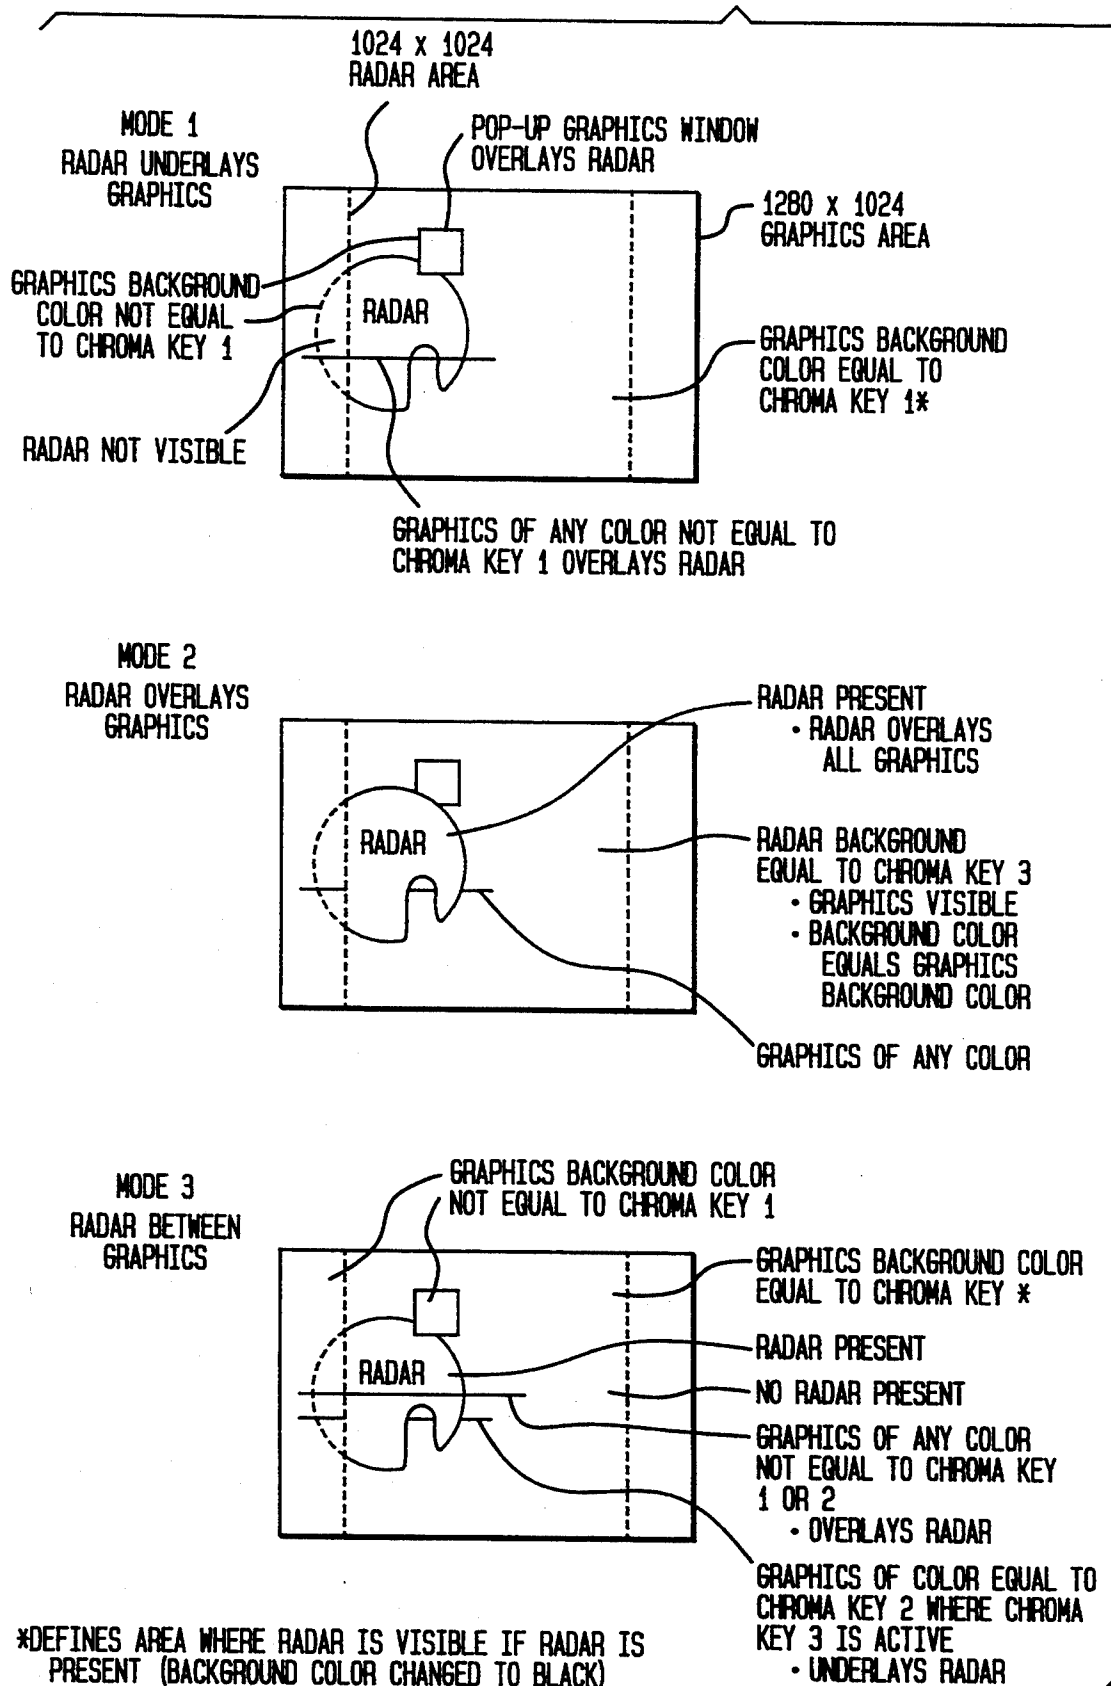 1024 x 1024
RADAR AREA
MODE 1
RADAR UNDERLAYS
GRAPHICS
POP-UP GRAPHICS WINDOW
OVERLAYS RADAR
1280 x 1024
GRAPHICS AREA
GRAPHICS BACKGROUND
COLOR NOT EQUAL
TO CHROMA KEY 1
RADAR
GRAPHICS BACKGROUND
COLOR EQUAL TO
CHROMA KEY 1*
RADAR NOT VISIBLE
GRAPHICS OF ANY COLOR NOT EQUAL TO
CHROMA KEY 1 OVERLAYS RADAR
MODE 2
RADAR OVERLAYS
GRAPHICS
RADAR PRESENT
• RADAR OVERLAYS
ALL GRAPHICS
RADAR
RADAR BACKGROUND
EQUAL TO CHROMA KEY 3
• GRAPHICS VISIBLE
• BACKGROUND COLOR
EQUALS GRAPHICS
BACKGROUND COLOR
GRAPHICS OF ANY COLOR
MODE 3
RADAR BETWEEN
GRAPHICS
GRAPHICS BACKGROUND COLOR
NOT EQUAL TO CHROMA KEY 1
GRAPHICS BACKGROUND COLOR
EQUAL TO CHROMA KEY *
RADAR
RADAR PRESENT
NO RADAR PRESENT
GRAPHICS OF ANY COLOR
NOT EQUAL TO CHROMA KEY
1 OR 2
• OVERLAYS RADAR
GRAPHICS OF COLOR EQUAL TO
CHROMA KEY 2 WHERE CHROMA
KEY 3 IS ACTIVE
• UNDERLAYS RADAR
*DEFINES AREA WHERE RADAR IS VISIBLE IF RADAR IS
PRESENT (BACKGROUND COLOR CHANGED TO BLACK)